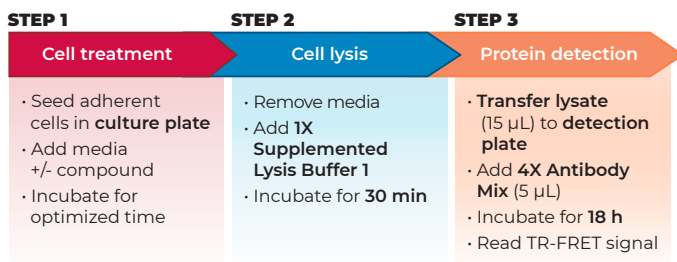 STEP 1
STEP 2
STEP 3
Cell treatment
Cell lysis
Protein detection
· Seed adherent
cells in culture plate
· Add media
+/- compound
· Incubate for
optimized time
· Remove media
· Add 1X
Supplemented
Lysis Buffer 1
· Incubate for 30 min
· Transfer lysate
(15 µL) to detection
plate
· Add 4X Antibody
Mix (5 µL)
· Incubate for 18 h
· Read TR-FRET signal